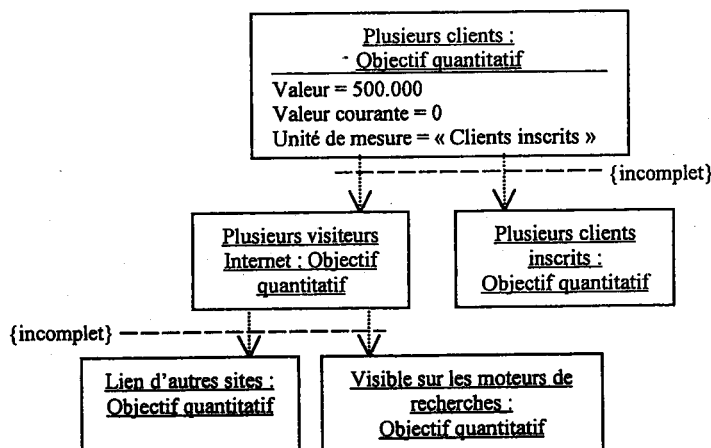 Plusieurs clients :
Objectif quantitatif
Valeur = 500.000
Valeur courante = 0
Unité de mesure = « Clients inscrits »
{incomplet}
Plusieurs visiteurs
Internet : Objectif
quantitatif
Plusieurs clients
inscrits :
Objectif quantitatif
{incomplet}
Lien d'autres sites :
Objectif quantitatif
Visible sur les moteurs de
recherches :
Objectif quantitatif